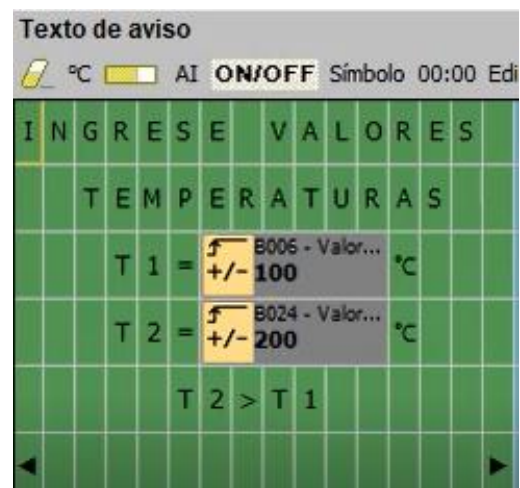 Texto de aviso
°C AI ON/OFF Símbolo 00:00 Edi
INGRESE VALORES
TEMPERATURAS
T1= +/- B006 - Valor... 100 °C
T2= +/- B024 - Valor... 200 °C
T2>T1